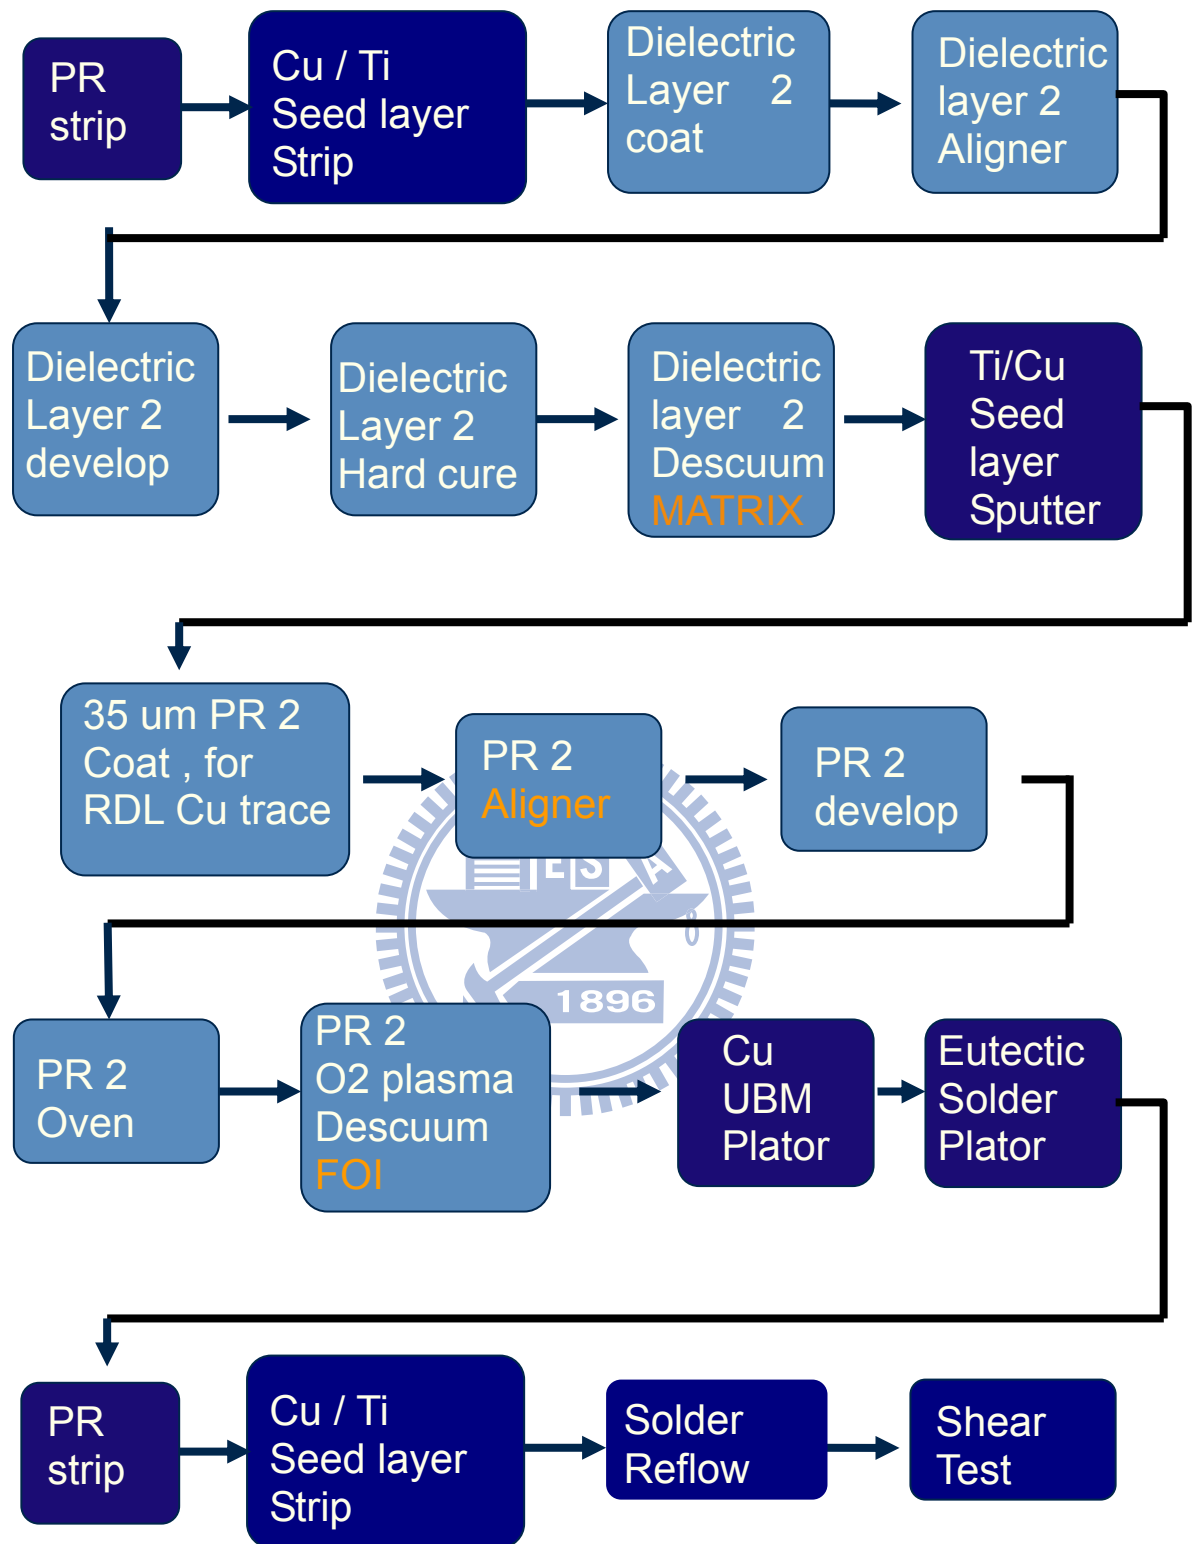 PR
strip
Cu / Ti
Seed layer
Strip
Dielectric
Layer 2
coat
Dielectric
layer 2
Aligner
Dielectric
Layer 2
develop
Dielectric
Layer 2
Hard cure
Dielectric
layer 2
Descuum
MATRIX
Ti/Cu
Seed
layer
Sputter
35 um PR 2
Coat , for
RDL Cu trace
PR 2
Aligner
PR 2
develop
ES A
1896
PR 2
Oven
PR 2
O2 plasma
Descuum
FOI
Cu
UBM
Plator
Eutectic
Solder
Plator
PR
strip
Cu / Ti
Seed layer
Strip
Solder
Reflow
Shear
Test